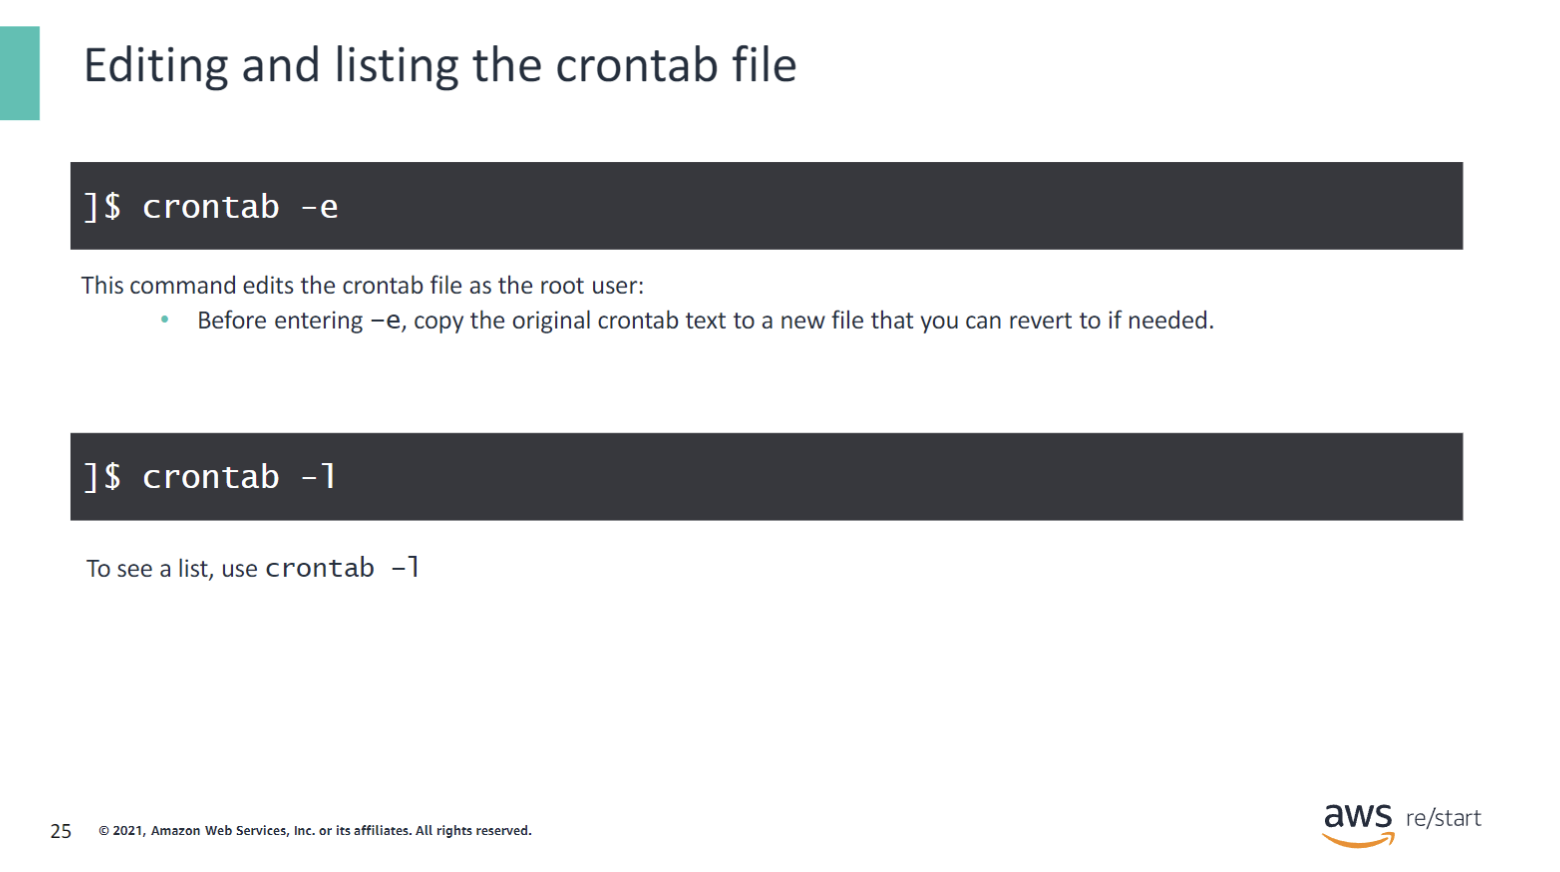 Editing and listing the crontab file
]$ crontab –e
This command edits the crontab file as the root user:
• Before entering –e, copy the original crontab text to a new file that you can revert to if needed.
]$ crontab –l
To see a list, use crontab –l
25 © 2021, Amazon Web Services, Inc. or its affiliates. All rights reserved.
aws re/start